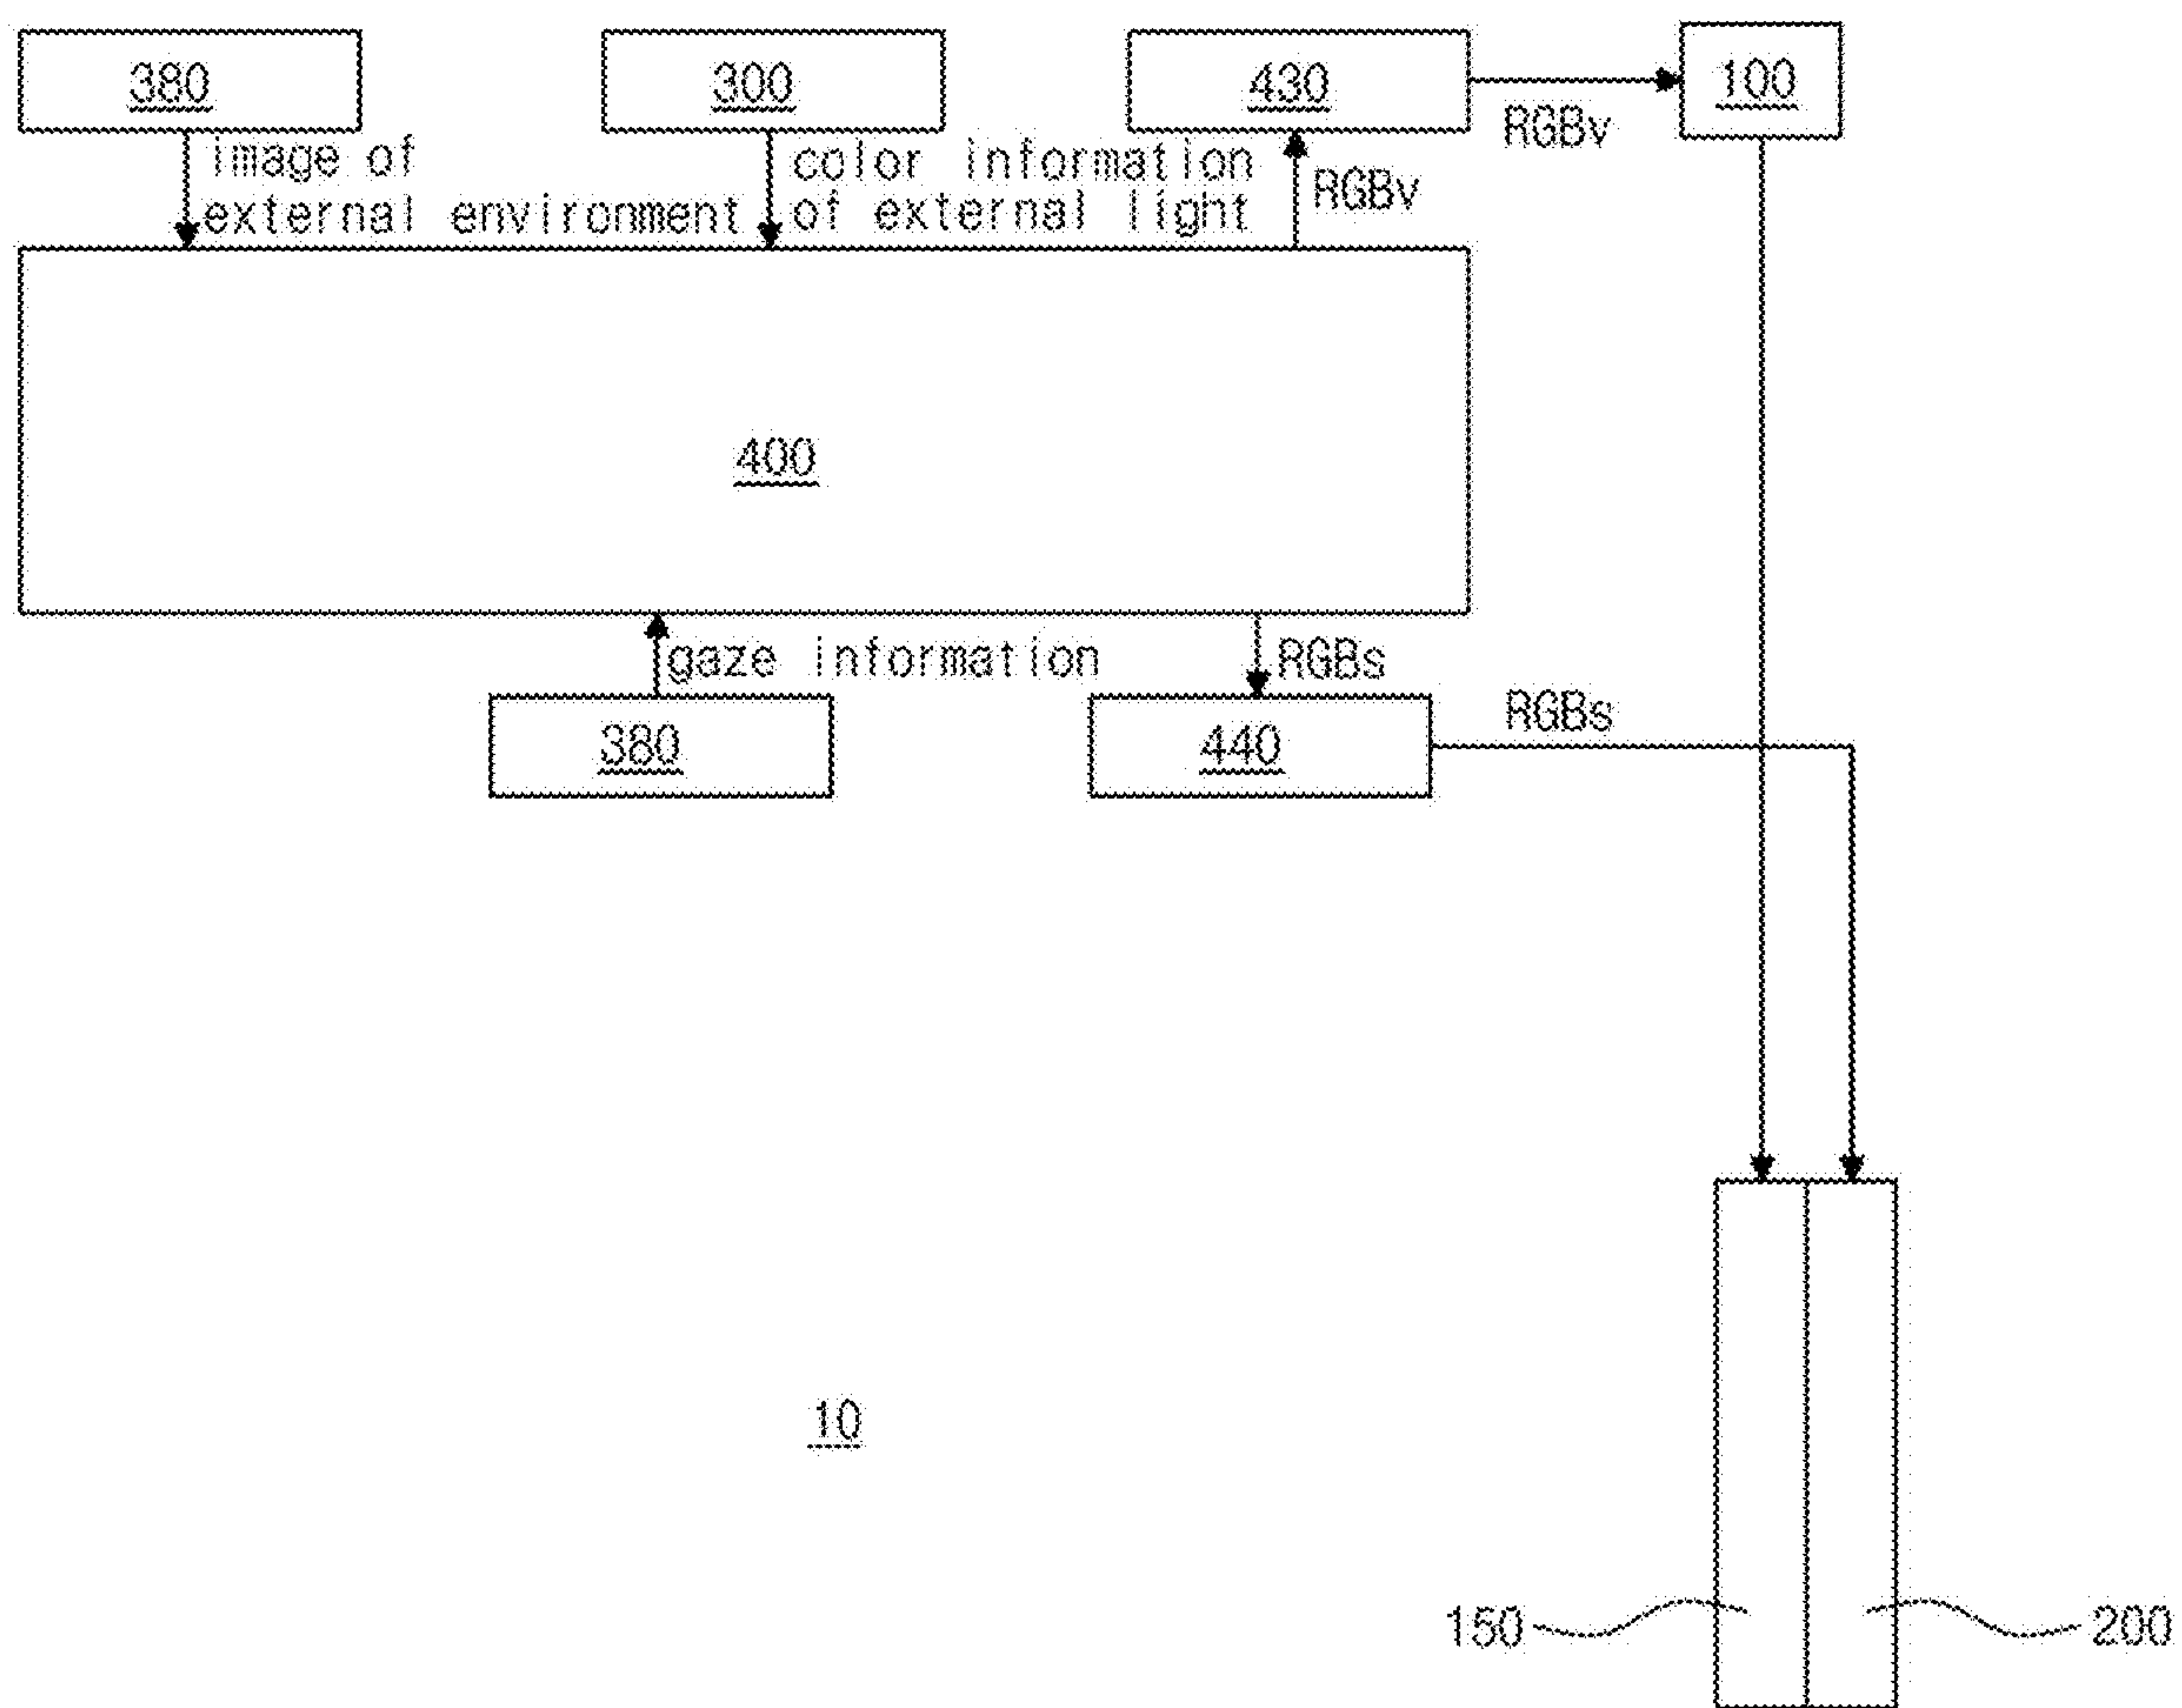 380
300
430
100
RGBv
image of
external environment
color information
of external light
RGBv
400
gaze information
RGBs
380
440
RGBs
10
150
200